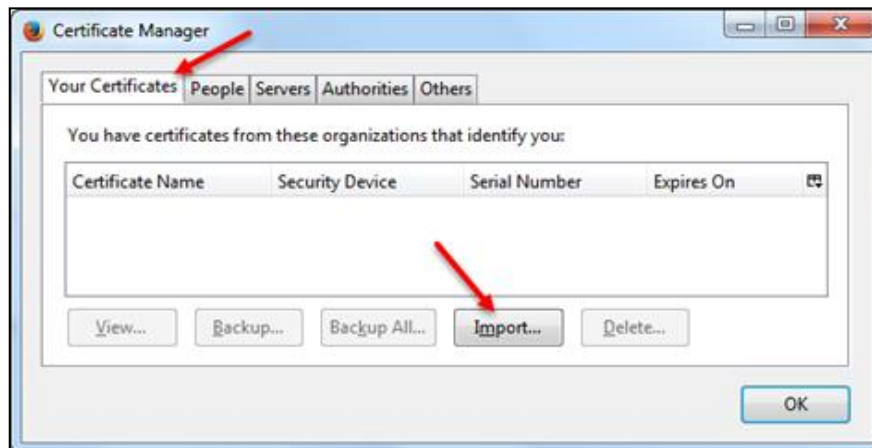 Certificate Manager
Your Certificates People Servers Authorities Others
You have certificates from these organizations that identify you:
Certificate Name Security Device Serial Number Expires On
View... Backup... Backup All... Import... Delete...
OK